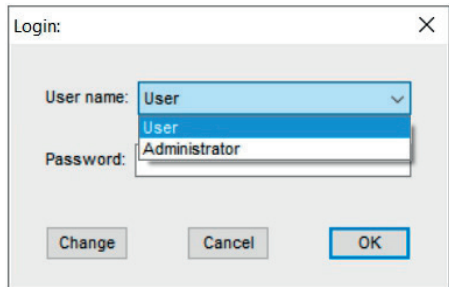 Login:
User name: User
User
Administrator
Password:
Change Cancel OK